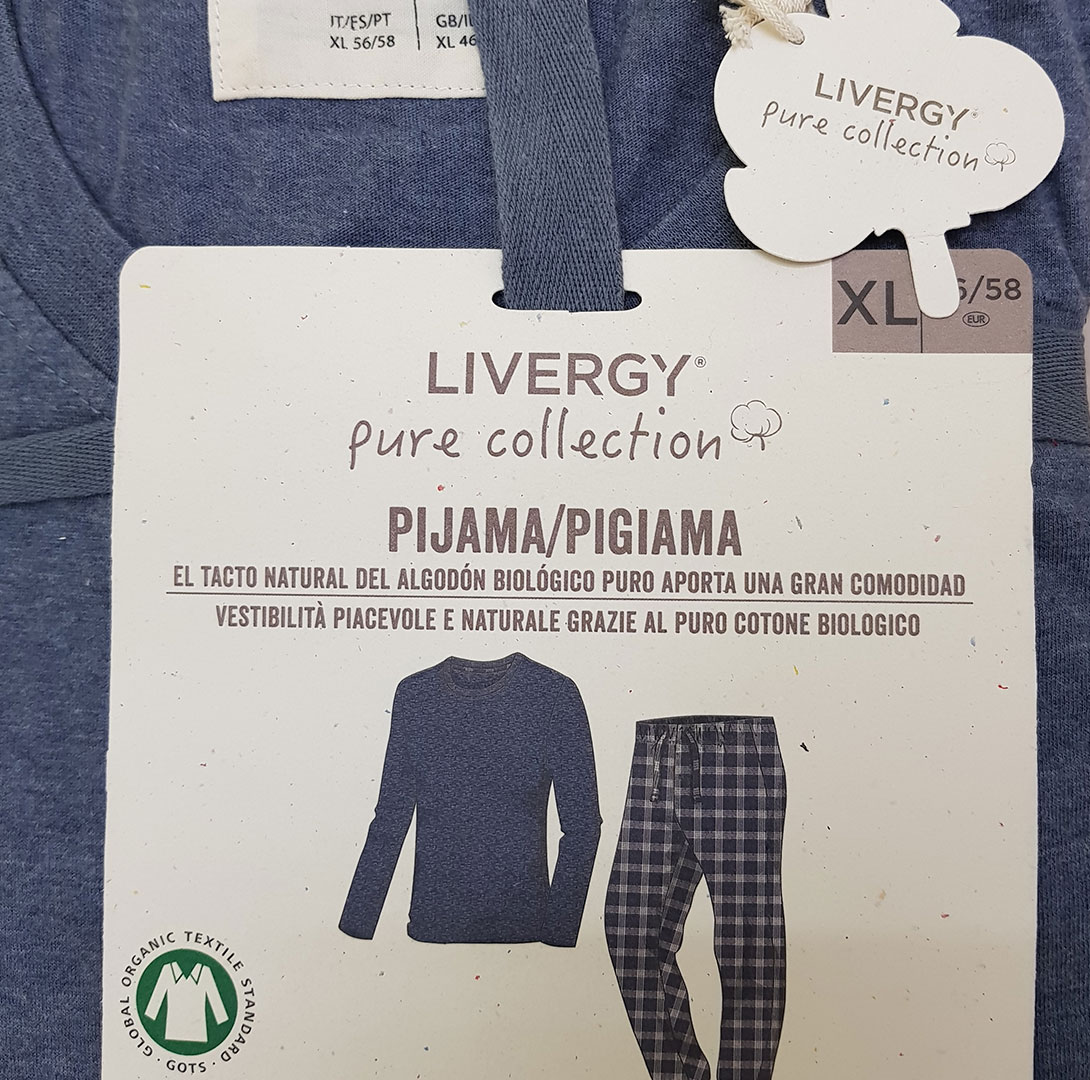 IT/ES/PT
XL 56/58
XL 46
LIVERGY®
pure collection
XL
/58
EUR
LIVERGY®
pure collection
PIJAMA/PIGIAMA
EL TACTO NATURAL DEL ALGODÓN BIOLÓGICO PURO APORTA UNA GRAN COMODIDAD
VESTIBILITÀ PIACEVOLE E NATURALE GRAZIE AL PURO COTONE BIOLOGICO
GLOBAL ORGANIC TEXTILE STANDARD · GOTS ·